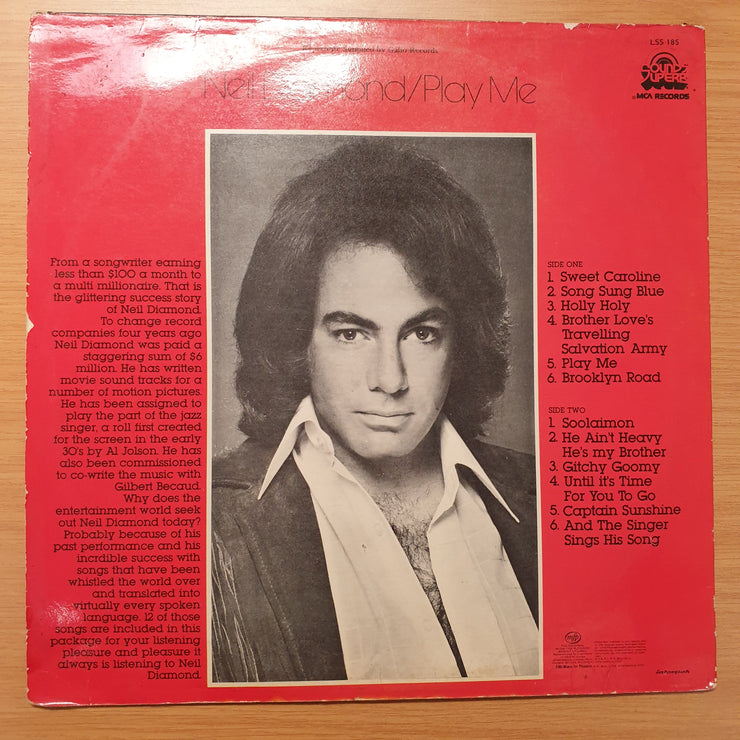 LSS-185
by Gallo Records
SOUNDS
SUPERB
MCA RECORDS
Neil Diamond/Play Me
From a songwriter earning
less than $100 a month to
a multi millionaire. That is
the glittering success story
of Neil Diamond.
To change record
companies four years ago
Neil Diamond was paid a
staggering sum of $6
million. He has written
movie sound tracks for a
number of motion pictures.
He has been assigned to
play the part of the jazz
singer, a roll first created
for the screen in the early
30's by Al Jolson. He has
also been commissioned
to co-write the music with
Gilbert Becaud.
Why does the
entertainment world seek
out Neil Diamond today?
Probably because of his
past performance and his
incrdible success with
songs that have been
whistled the world over
and translated into
virtually every spoken
language. 12 of those
songs are included in this
package for your listening
pleasure and pleasure it
always is listening to Neil
Diamond.
SIDE ONE
1. Sweet Caroline
2. Song Sung Blue
3. Holly Holy
4. Brother Love's
Travelling
Salvation Army
5. Play Me
6. Brooklyn Road
SIDE TWO
1. Soolaimon
2. He Ain't Heavy
He's my Brother
3. Gitchy Goomy
4. Until it's Time
For You To Go
5. Captain Sunshine
6. And The Singer
Sings His Song